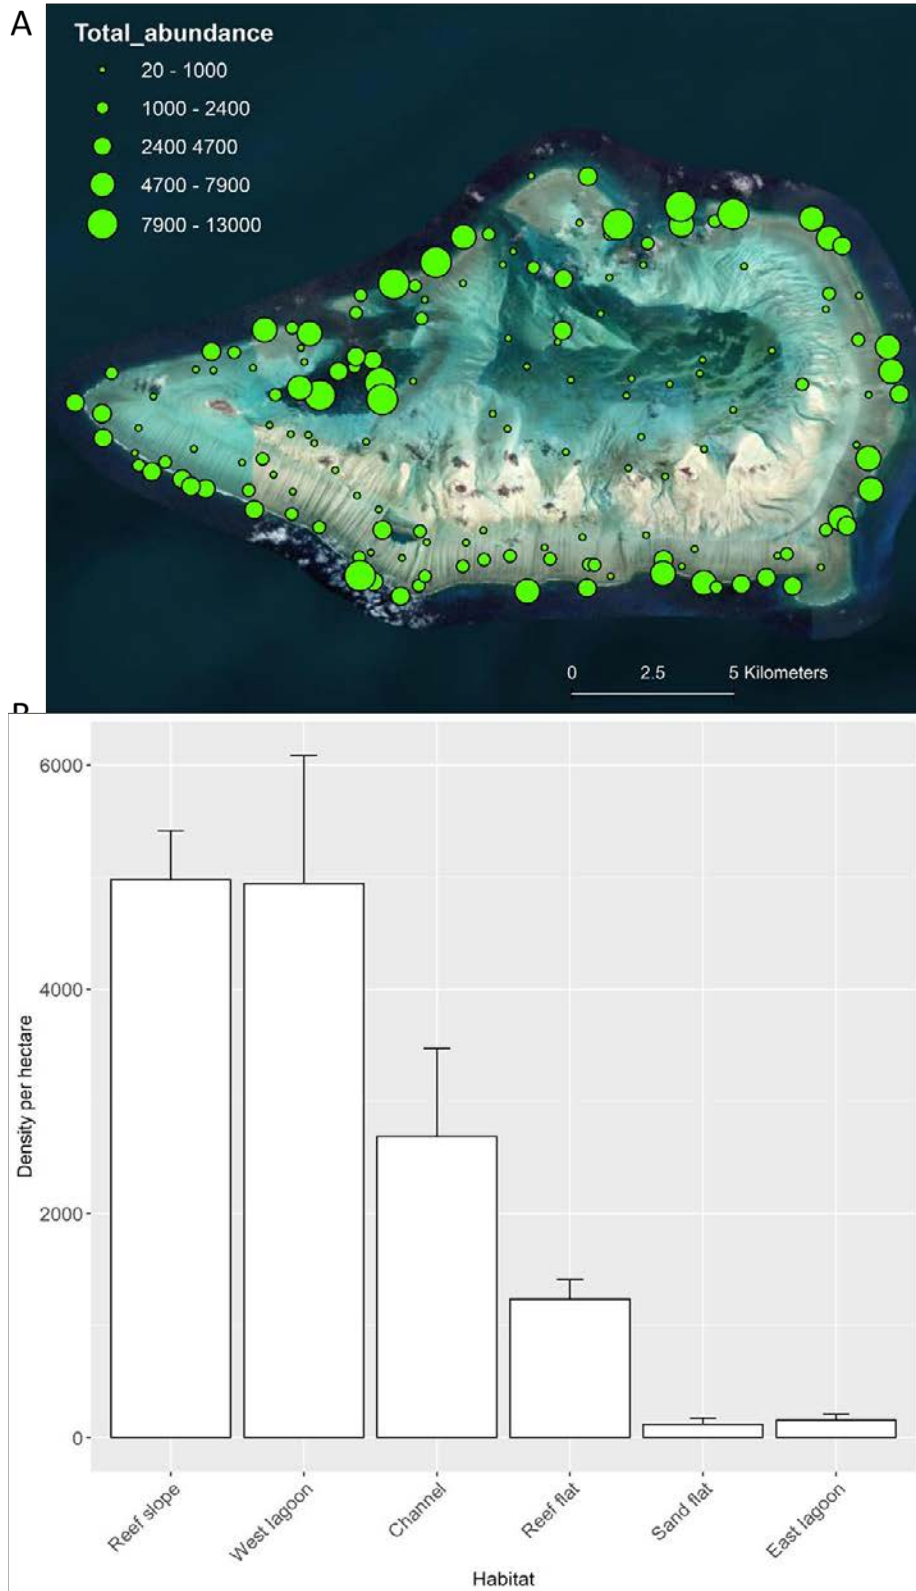 A
Total_abundance
20 - 1000
1000 - 2400
2400 4700
4700 - 7900
7900 - 13000
0 2.5 5 Kilometers
B
6000
4000
2000
0
Density per hectare
Reef slope
West lagoon
Channel
Reef flat
Sand flat
East lagoon
Habitat